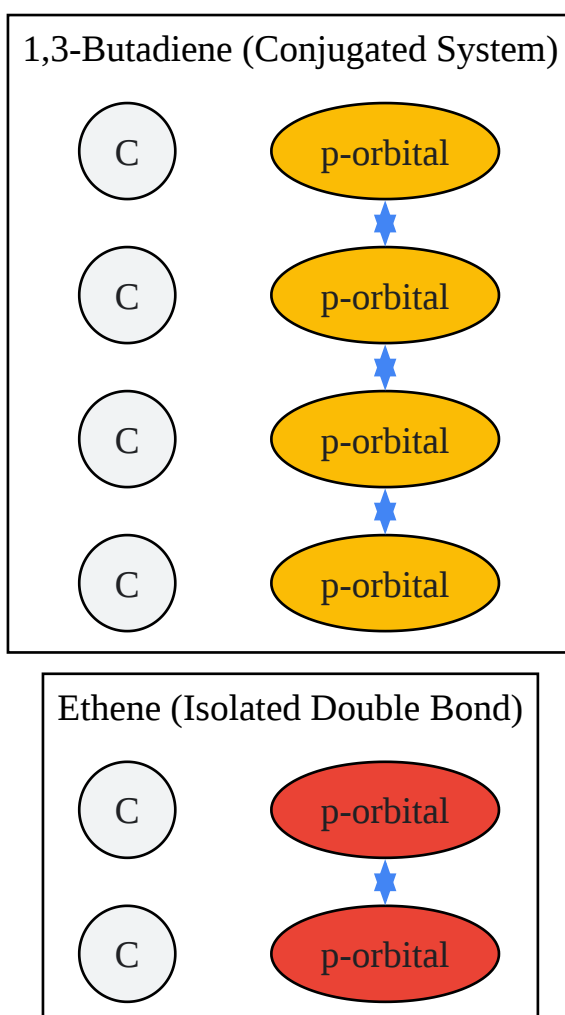 1,3-Butadiene (Conjugated System)
C p-orbital
C p-orbital
C p-orbital
C p-orbital
Ethene (Isolated Double Bond)
C p-orbital
C p-orbital